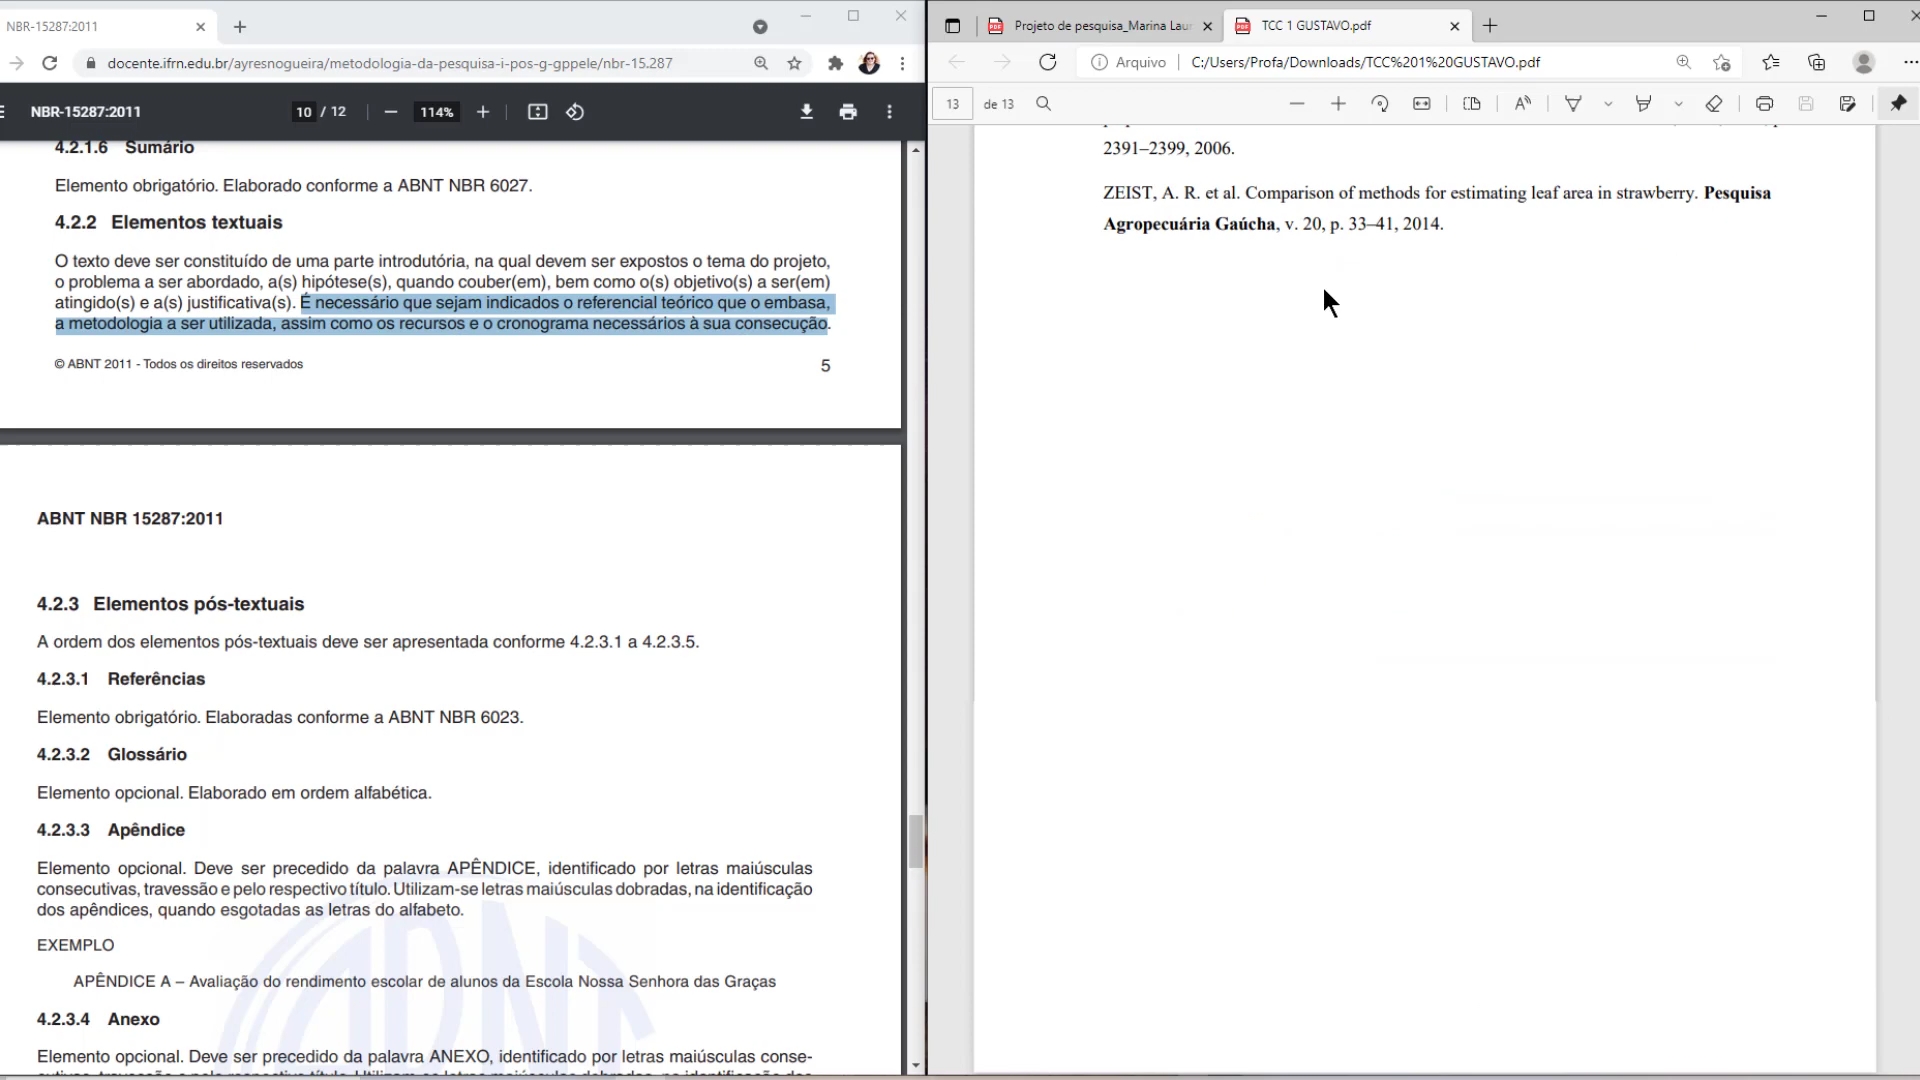 NBR-15287:2011
docente.ifrn.edu.br/ayresnogueira/metodologia-da-pesquisa-i-pos-g-gppele/nbr-15.287
NBR-15287:2011
10 / 12
114%
4.2.1.6 Sumário
Elemento obrigatório. Elaborado conforme a ABNT NBR 6027.
4.2.2 Elementos textuais
O texto deve ser constituído de uma parte introdutória, na qual devem ser expostos o tema do projeto,
o problema a ser abordado, a(s) hipótese(s), quando couber(em), bem como o(s) objetivo(s) a ser(em)
atingido(s) e a(s) justificativa(s). É necessário que sejam indicados o referencial teórico que o embasa,
a metodologia a ser utilizada, assim como os recursos e o cronograma necessários à sua consecução.
© ABNT 2011 - Todos os direitos reservados
5
ABNT NBR 15287:2011
4.2.3 Elementos pós-textuais
A ordem dos elementos pós-textuais deve ser apresentada conforme 4.2.3.1 a 4.2.3.5.
4.2.3.1 Referências
Elemento obrigatório. Elaboradas conforme a ABNT NBR 6023.
4.2.3.2 Glossário
Elemento opcional. Elaborado em ordem alfabética.
4.2.3.3 Apêndice
Elemento opcional. Deve ser precedido da palavra APÊNDICE, identificado por letras maiúsculas
consecutivas, travessão e pelo respectivo título. Utilizam-se letras maiúsculas dobradas, na identificação
dos apêndices, quando esgotadas as letras do alfabeto.
EXEMPLO
APÊNDICE A – Avaliação do rendimento escolar de alunos da Escola Nossa Senhora das Graças
4.2.3.4 Anexo
Elemento opcional. Deve ser precedido da palavra ANEXO, identificado por letras maiúsculas conse-
Projeto de pesquisa_Marina Lau
TCC 1 GUSTAVO.pdf
Arquivo
C:/Users/Profa/Downloads/TCC%201%20GUSTAVO.pdf
13 de 13
2391–2399, 2006.
ZEIST, A. R. et al. Comparison of methods for estimating leaf area in strawberry. Pesquisa
Agropecuária Gaúcha, v. 20, p. 33–41, 2014.